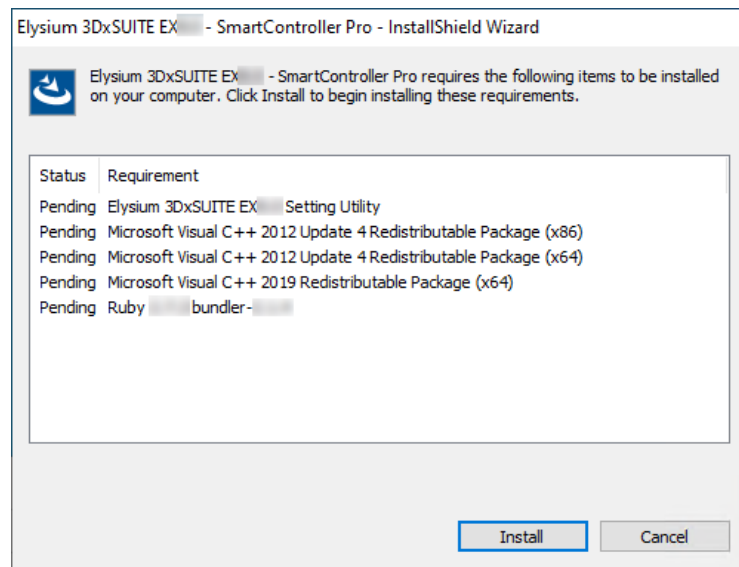 Elysium 3DxSUITE EX - SmartController Pro - InstallShield Wizard
Elysium 3DxSUITE EX - SmartController Pro requires the following items to be installed
on your computer. Click Install to begin installing these requirements.
Status Requirement
Pending Elysium 3DxSUITE EX Setting Utility
Pending Microsoft Visual C++ 2012 Update 4 Redistributable Package (x86)
Pending Microsoft Visual C++ 2012 Update 4 Redistributable Package (x64)
Pending Microsoft Visual C++ 2019 Redistributable Package (x64)
Pending Ruby bundler-
Install Cancel